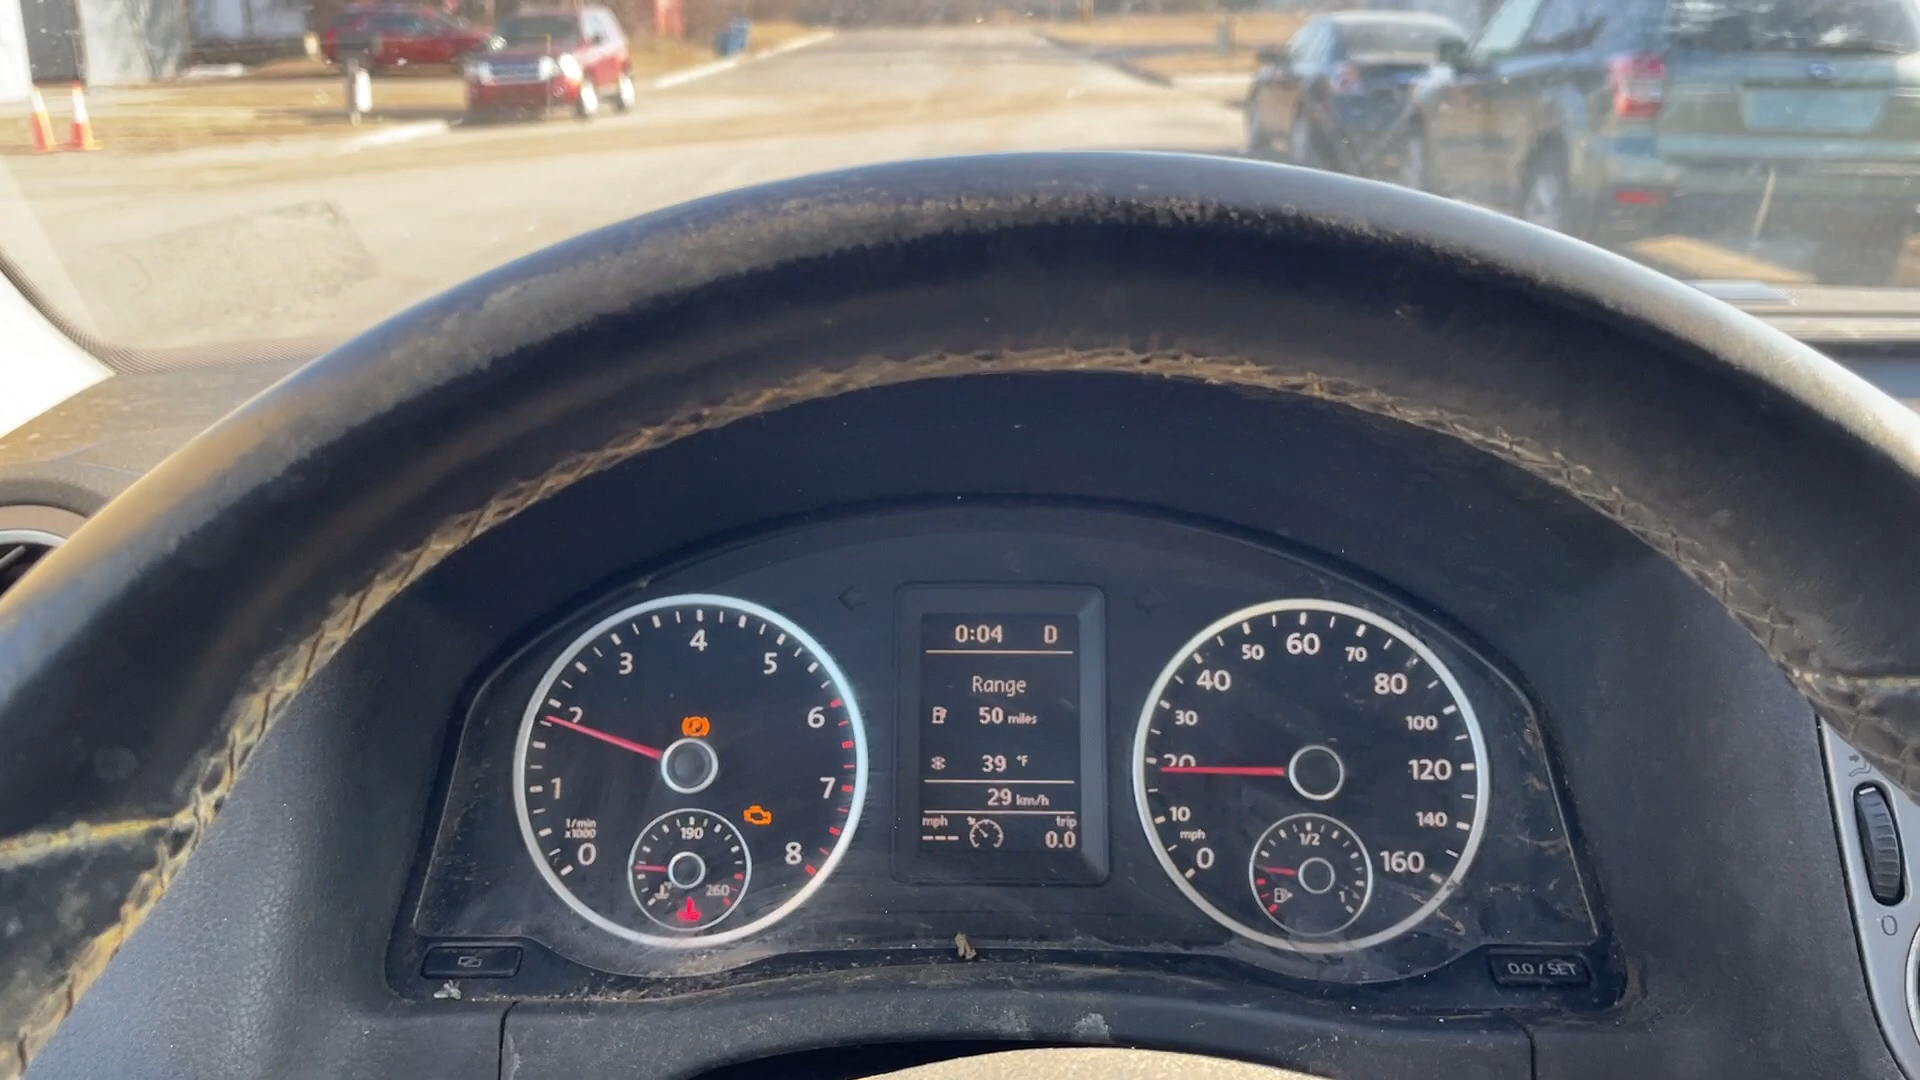 0 1 2 3 4 5 6 7 8
1/min
x1000
P
190
260
0:04 D
Range
50 miles
39 °F
29 km/h
mph trip
--- 0.0
0 10 20 30 40 50 60 70 80 100 120 140 160
mph
1/2
1
0.0 / SET